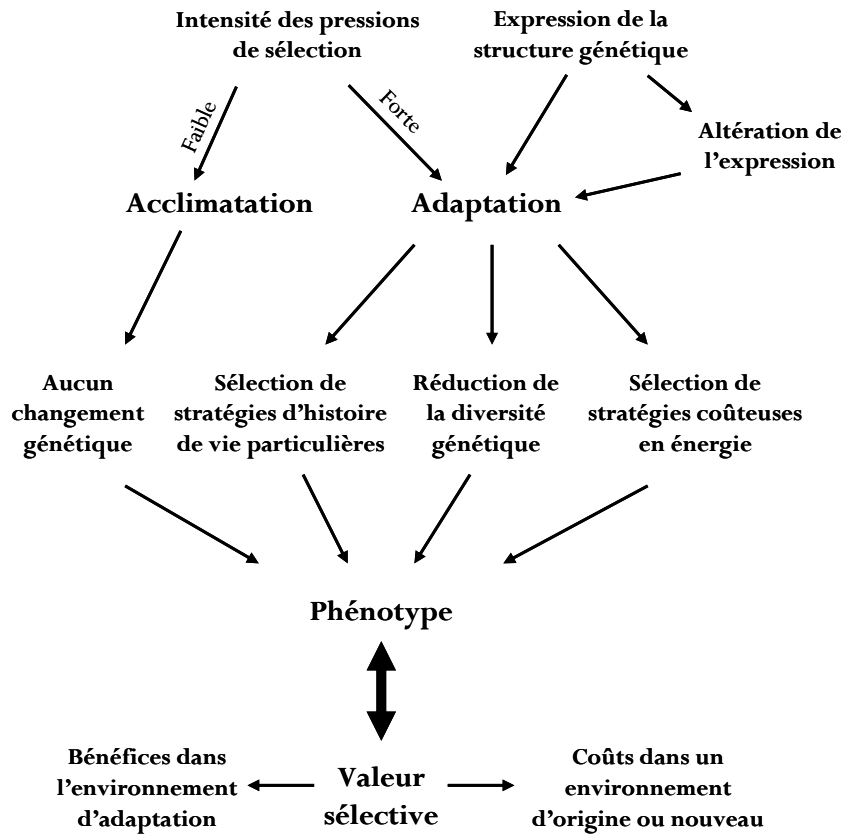 Intensité des pressions
de sélection
Expression de la
structure génétique
Faible
Forte
Altération de
l'expression
Acclimatation
Adaptation
Aucun
changement
génétique
Sélection de
stratégies d'histoire
de vie particulières
Réduction de
la diversité
génétique
Sélection de
stratégies coûteuses
en énergie
Phénotype
Bénéfices dans
l'environnement
d'adaptation
Valeur
sélective
Coûts dans un
environnement
d'origine ou nouveau